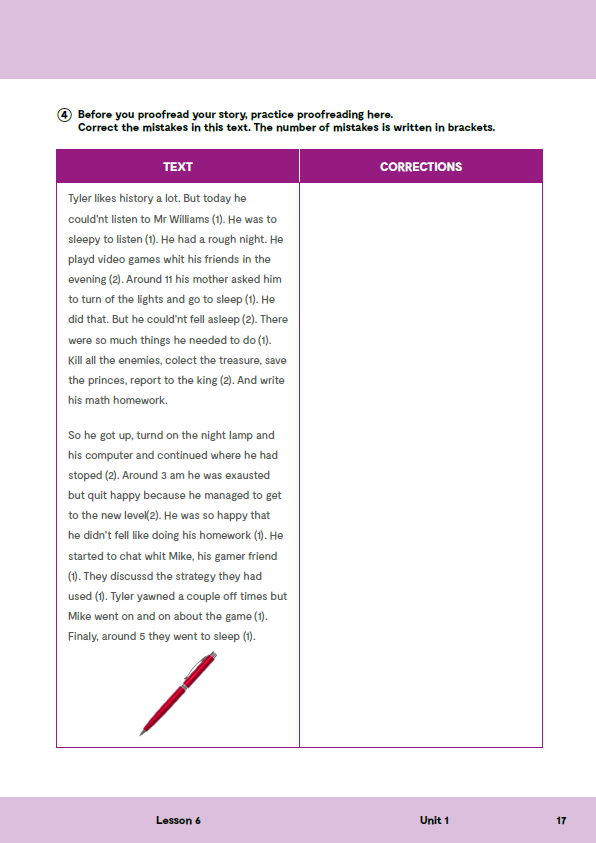 4 Before you proofread your story, practice proofreading here.
Correct the mistakes in this text. The number of mistakes is written in brackets.
TEXT
CORRECTIONS
Tyler likes history a lot. But today he
could'nt listen to Mr Williams (1). He was to
sleepy to listen (1). He had a rough night. He
playd video games whit his friends in the
evening (2). Around 11 his mother asked him
to turn of the lights and go to sleep (1). He
did that. But he could'nt fell asleep (2). There
were so much things he needed to do (1).
Kill all the enemies, colect the treasure, save
the princes, report to the king (2). And write
his math homework.
So he got up, turnd on the night lamp and
his computer and continued where he had
stoped (2). Around 3 am he was exausted
but quit happy because he managed to get
to the new level(2). He was so happy that
he didn't fell like doing his homework (1). He
started to chat whit Mike, his gamer friend
(1). They discussd the strategy they had
used (1). Tyler yawned a couple off times but
Mike went on and on about the game (1).
Finaly, around 5 they went to sleep (1).
Lesson 6
Unit 1
17